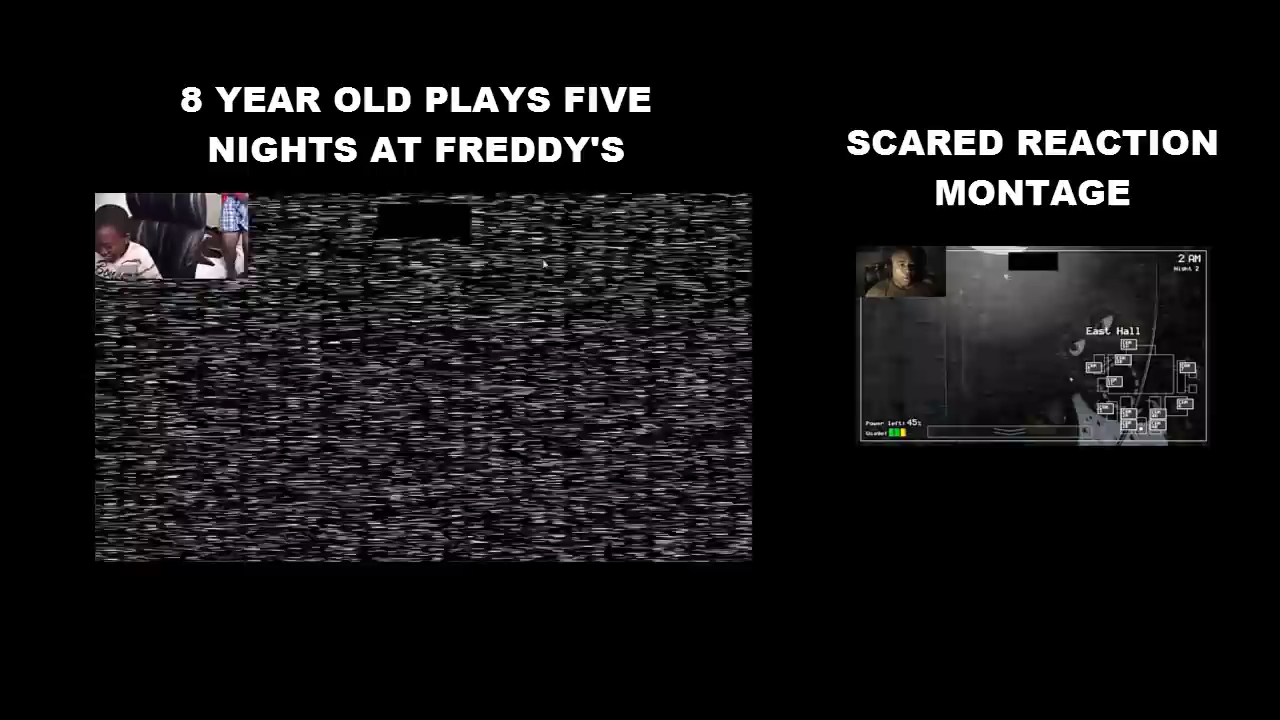 8 YEAR OLD PLAYS FIVE
NIGHTS AT FREDDY'S
SCARED REACTION
MONTAGE
2 AM
Night 2
East Hall
Power left: 45%
Usage: